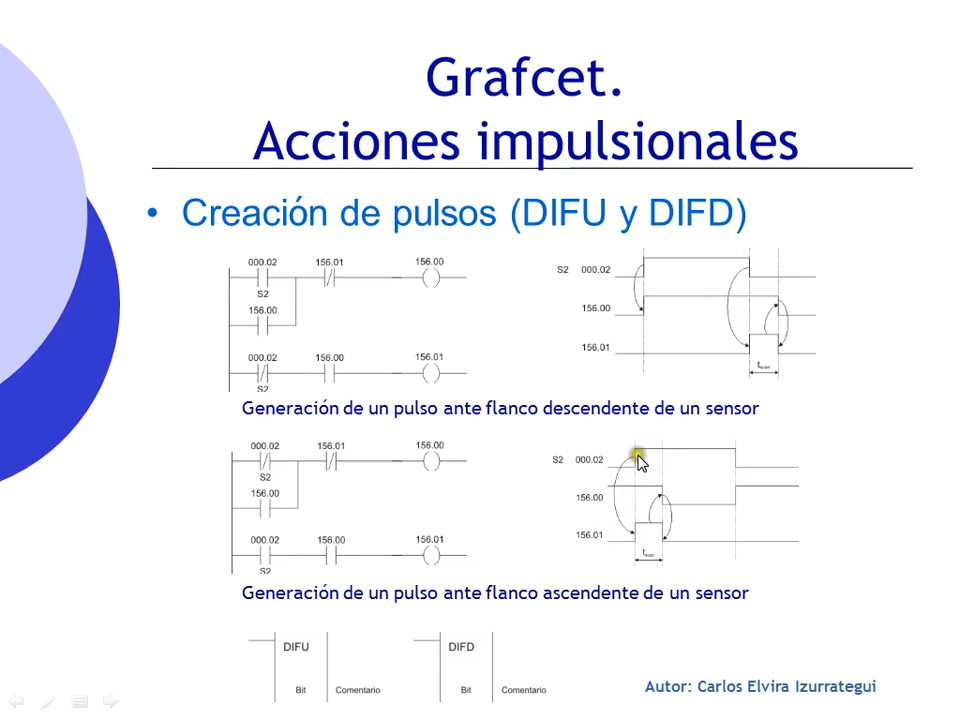 Grafcet.
Acciones impulsionales
• Creación de pulsos (DIFU y DIFD)
000.02 156.01 156.00
S2
156.00
000.02 156.00 156.01
S2
S2 000.02
156.00
156.01
tscan
Generación de un pulso ante flanco descendente de un sensor
000.02 156.01 156.00
S2
156.00
000.02 156.00 156.01
S2
S2 000.02
156.00
156.01
tscan
Generación de un pulso ante flanco ascendente de un sensor
DIFU
Bit Comentario
DIFD
Bit Comentario
Autor: Carlos Elvira Izurrategui